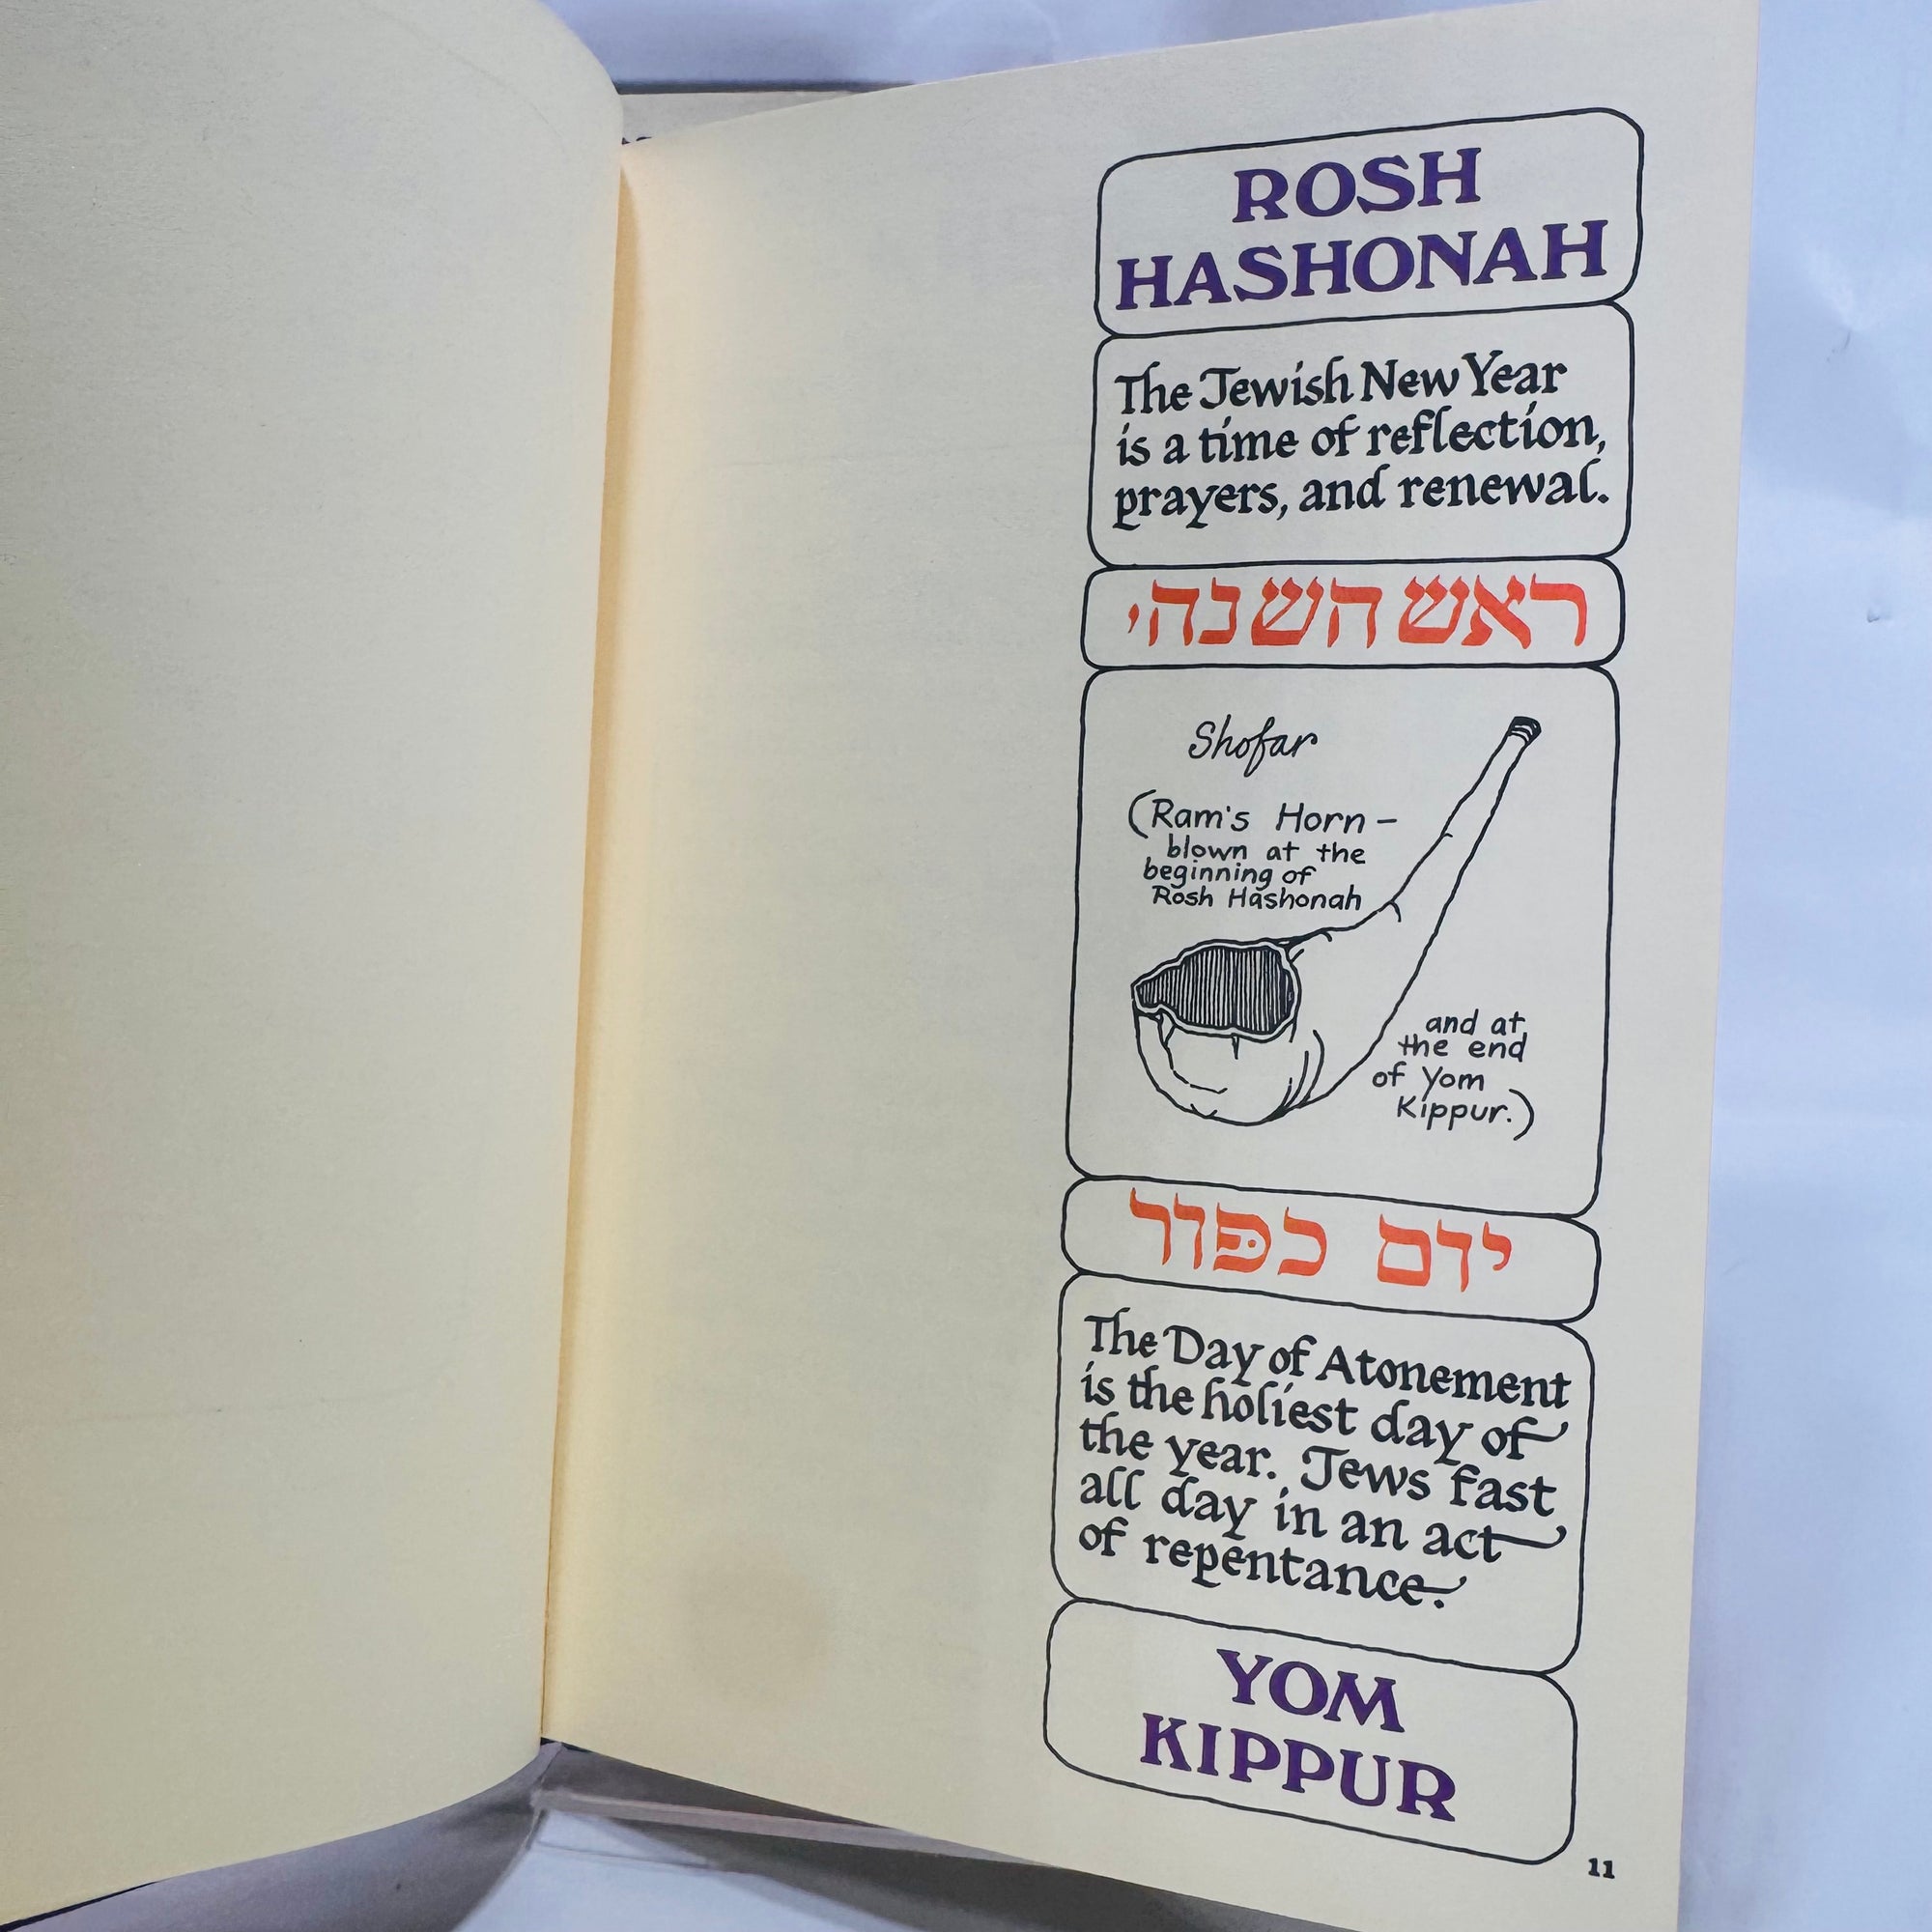 ROSH
HASHONAH
The Jewish New Year
is a time of reflection,
prayers, and renewal.
ראש השנה י
Shofar
(Ram's Horn –
blown at the
beginning of
Rosh Hashonah
and at
the end
of Yom
Kippur.)
יום כפּור
The Day of Atonement
is the holiest day of
the year. Jews fast
all day in an act
of repentance.
YOM
KIPPUR
11